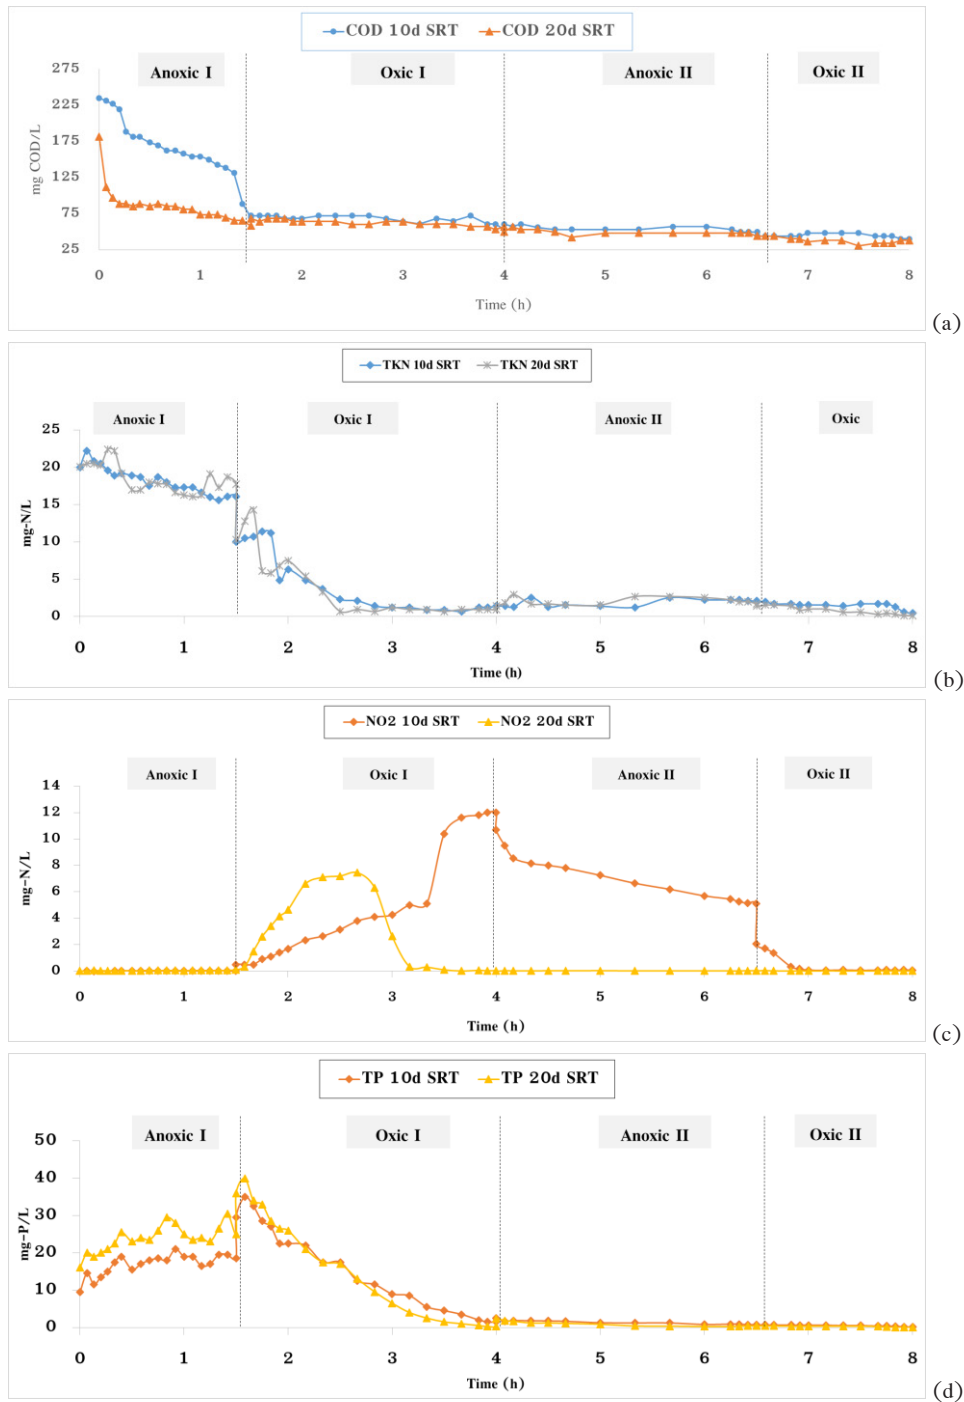 COD 10d SRT COD 20d SRT
Anoxic I Oxic I Anoxic II Oxic II
275
225
175
125
75
25
mg COD/L
0 1 2 3 4 5 6 7 8
Time (h)
(a)
TKN 10d SRT TKN 20d SRT
Anoxic I Oxic I Anoxic II Oxic
25
20
15
10
5
0
mg-N/L
0 1 2 3 4 5 6 7 8
Time (h)
(b)
NO2 10d SRT NO2 20d SRT
Anoxic I Oxic I Anoxic II Oxic II
14
12
10
8
6
4
2
0
mg-N/L
0 1 2 3 4 5 6 7 8
Time (h)
(c)
TP 10d SRT TP 20d SRT
Anoxic I Oxic I Anoxic II Oxic II
50
40
30
20
10
0
mg-P/L
0 1 2 3 4 5 6 7 8
Time (h)
(d)